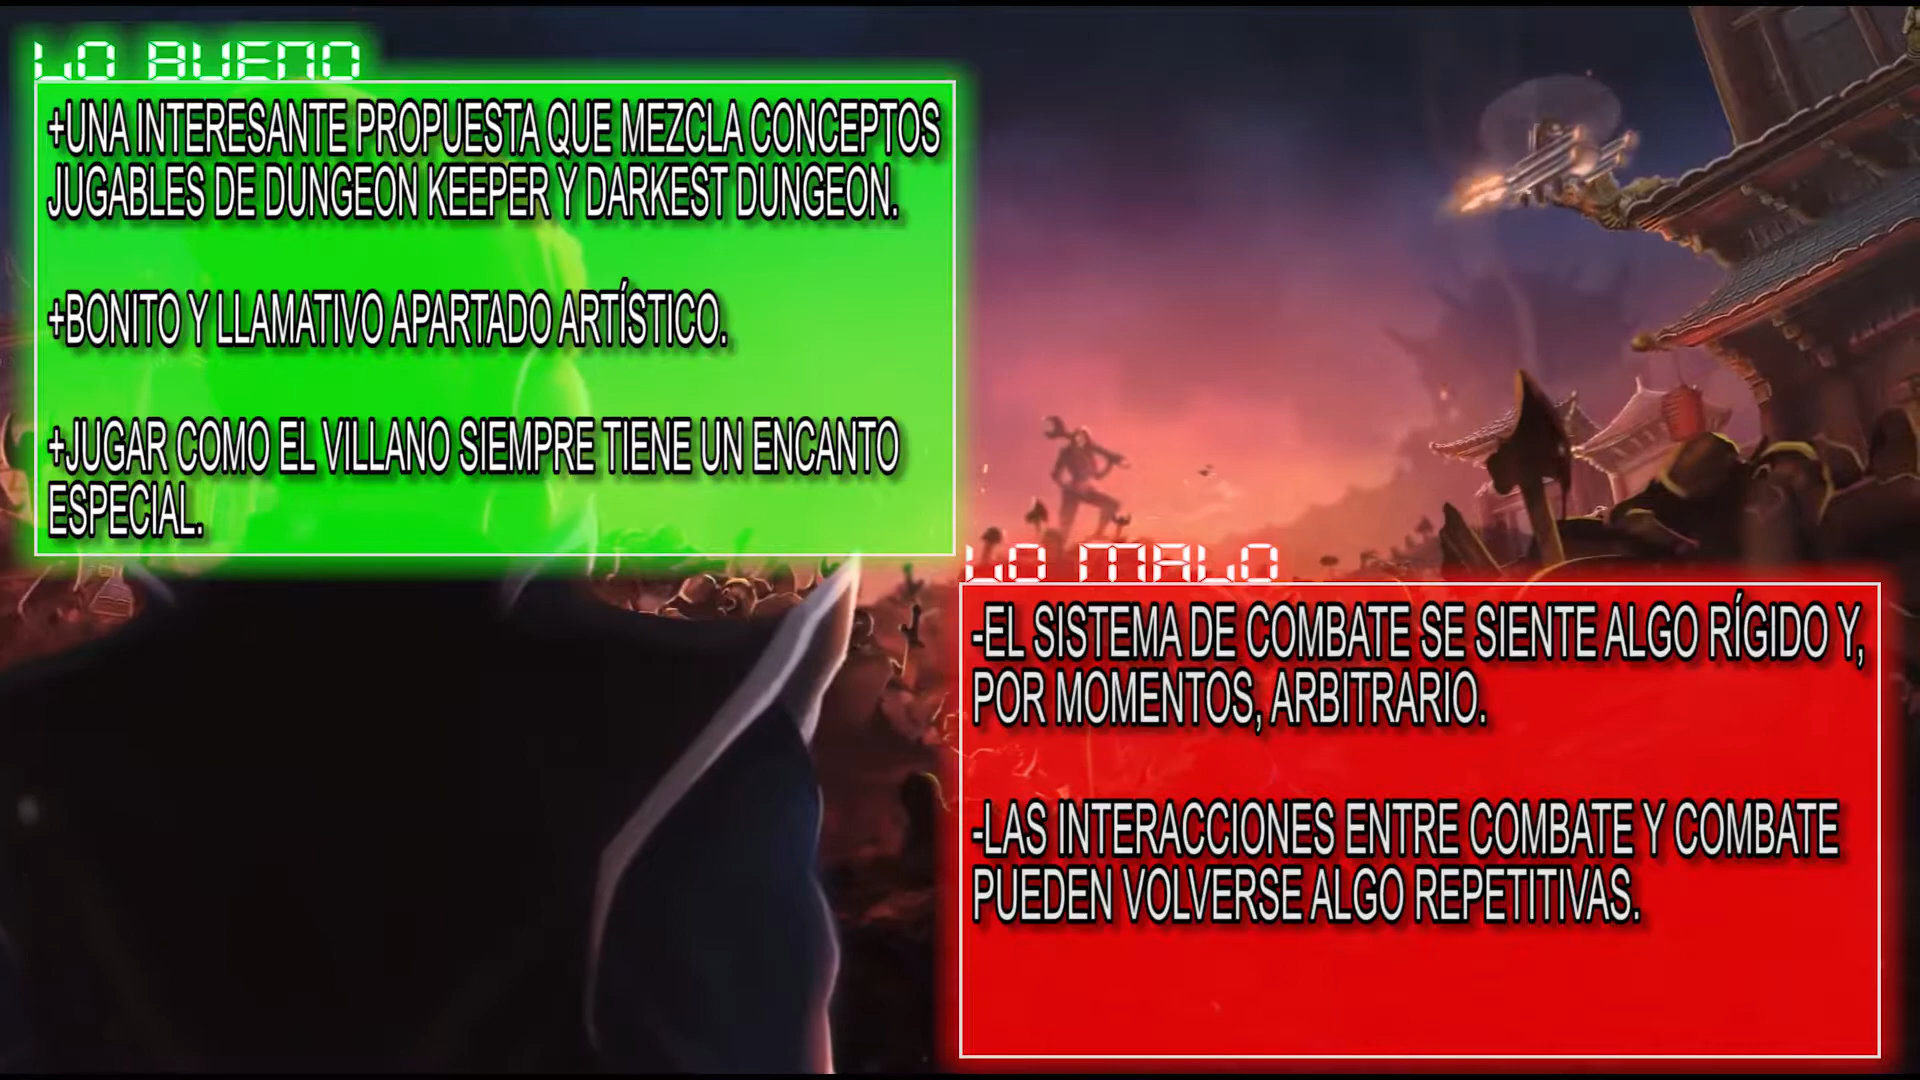 LO BUENO
+UNA INTERESANTE PROPUESTA QUE MEZCLA CONCEPTOS
JUGABLES DE DUNGEON KEEPER Y DARKEST DUNGEON.
+BONITO Y LLAMATIVO APARTADO ARTÍSTICO.
+JUGAR COMO EL VILLANO SIEMPRE TIENE UN ENCANTO
ESPECIAL.
LO MALO
-EL SISTEMA DE COMBATE SE SIENTE ALGO RÍGIDO Y,
POR MOMENTOS, ARBITRARIO.
-LAS INTERACCIONES ENTRE COMBATE Y COMBATE
PUEDEN VOLVERSE ALGO REPETITIVAS.